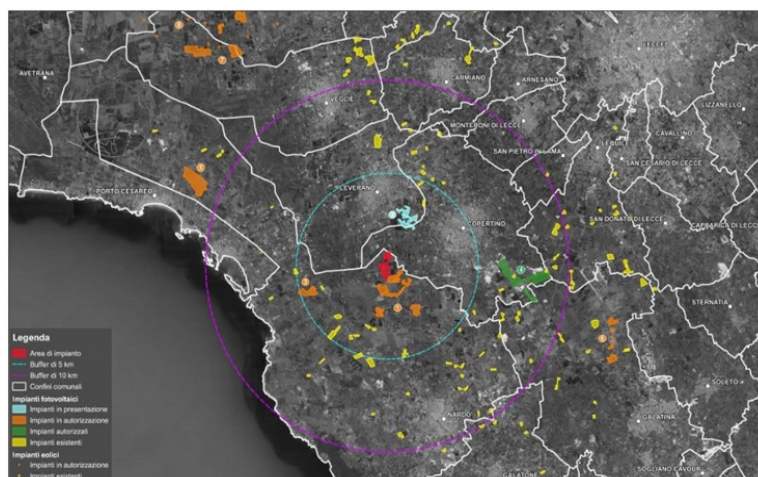 LECCE
AVETRANA
CARMIANO
ARNESANO
VEGLIE
LIZZANELLO
MONTERONI DI LECCE
LEQUILE
CAVALLINO
SAN PIETRO IN LAMA
SAN CESARIO DI LECCE
PORTO CESAREO
LEVERANO
COPERTINO
SAN DONATO DI LECCE
CAPRARICA DI LECCE
STERNATIA
SOLETO
NARDO'
GALATINA
GALATONE
SOGLIANO CAVOUR
Legenda
Area di impianto
Buffer di 5 km
Buffer di 10 km
Confini comunali
Impianti fotovoltaici
Impianti in presentazione
Impianti in autorizzazione
Impianti autorizzati
Impianti esistenti
Impianti eolici
Impianti in autorizzazione
Impianti esistenti